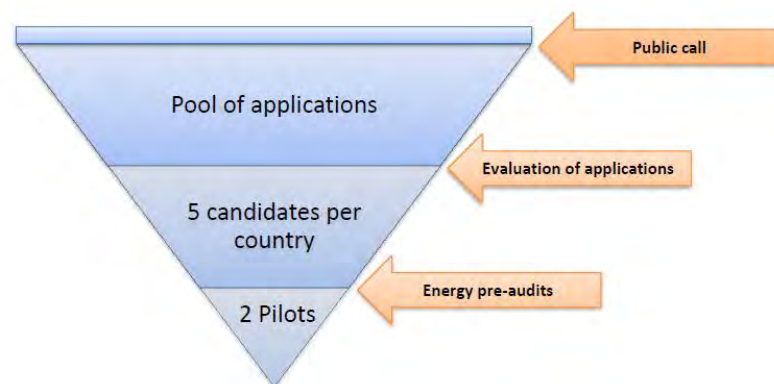 Public call
Pool of applications
Evaluation of applications
5 candidates per
country
Energy pre-audits
2 Pilots